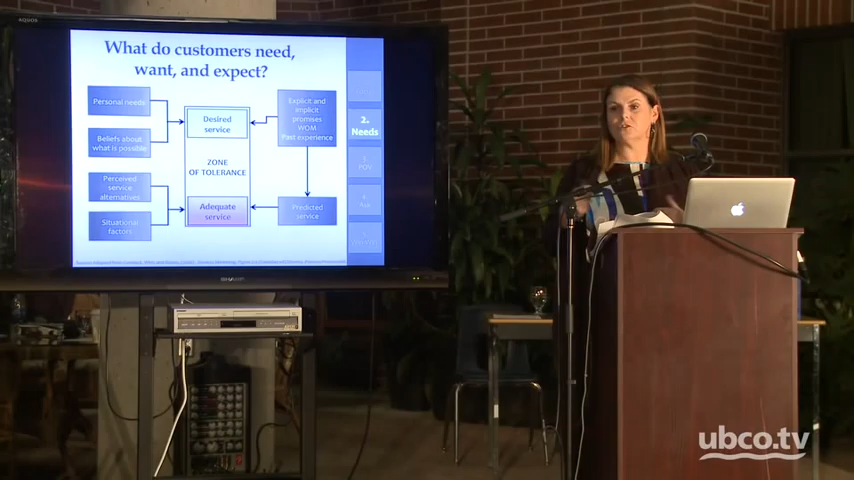 AQUOS
What do customers need,
want, and expect?
Personal needs
Beliefs about
what is possible
Perceived
service
alternatives
Situational
factors
Desired
service
ZONE
OF TOLERANCE
Adequate
service
Explicit and
implicit
promises
WOM
Past experience
Predicted
service
2.
Needs
SHARP
ubco.tv